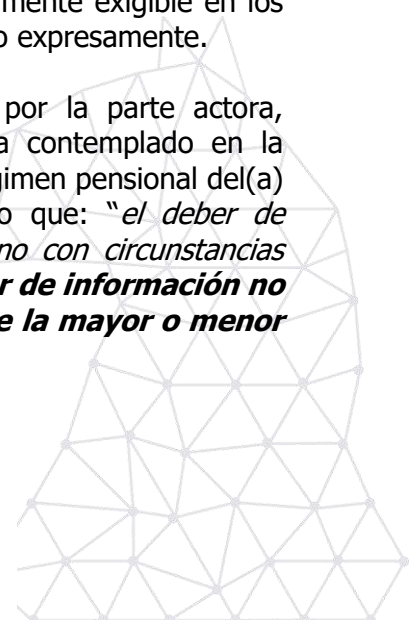 mente exigible en los
o expresamente.
por la parte actora,
a contemplado en la
gimen pensional del(a)
o que: "el deber de
no con circunstancias
r de información no
e la mayor o menor